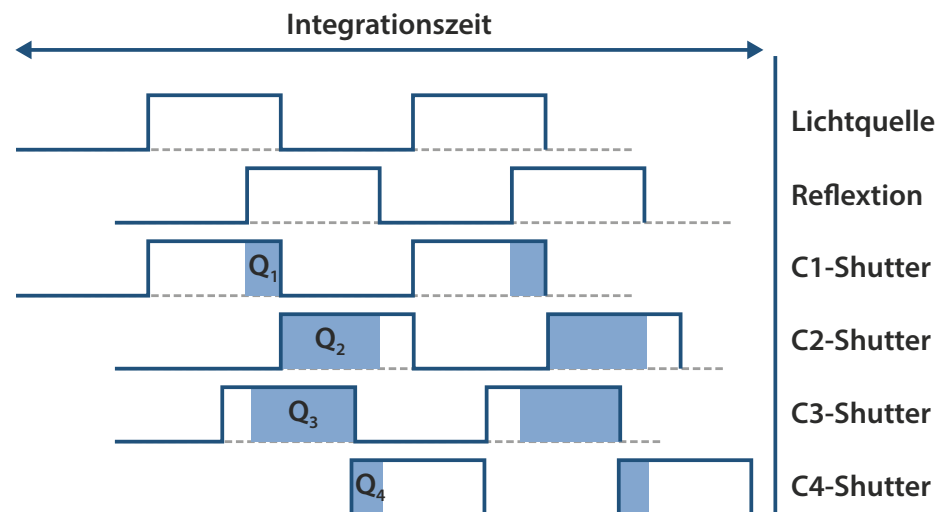 Integrationszeit
Lichtquelle
Reflextion
Q₁ C1-Shutter
Q₂ C2-Shutter
Q₃ C3-Shutter
Q₄ C4-Shutter